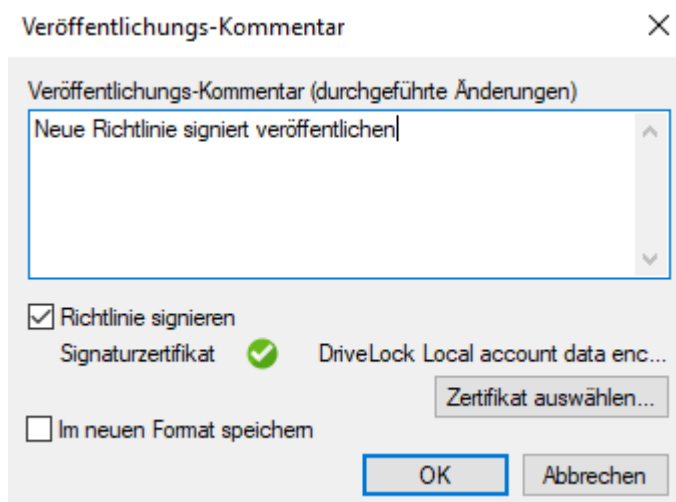 Veröffentlichungs-Kommentar
Veröffentlichungs-Kommentar (durchgeführte Änderungen)
Neue Richtlinie signiert veröffentlichen
Richtlinie signieren
Signaturzertifikat DriveLock Local account data enc...
Zertifikat auswählen...
Im neuen Format speichern
OK Abbrechen